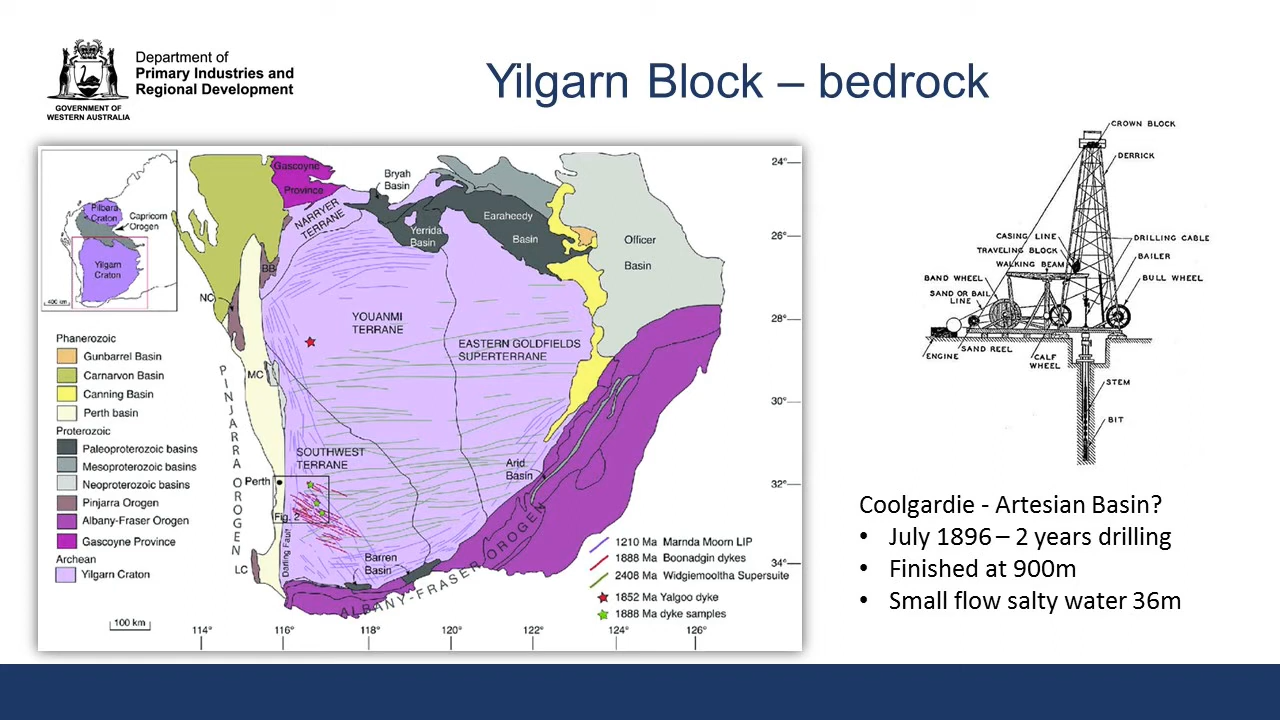 Department of
Primary Industries and
Regional Development
GOVERNMENT OF
WESTERN AUSTRALIA
Yilgarn Block – bedrock
Pilbara
Craton
Capricorn
Orogen
Yilgarn
Craton
400 km
Gascoyne
Province
NARRYER
TERRANE
Bryah
Basin
Yerrida
Basin
Earaheedy
Basin
Officer
Basin
24°
26°
28°
30°
32°
34°
BB
NC
MC
LC
YOUANMI
TERRANE
EASTERN GOLDFIELDS
SUPERTERRANE
SOUTHWEST
TERRANE
Perth
Fig. 2
Darling Fault
PINJARRA OROGEN
Arid
Basin
Barren
Basin
ALBANY-FRASER OROGEN
Phanerozoic
Gunbarrel Basin
Carnarvon Basin
Canning Basin
Perth basin
Proterozoic
Paleoproterozoic basins
Mesoproterozoic basins
Neoproterozoic basins
Pinjarra Orogen
Albany-Fraser Orogen
Gascoyne Province
Archean
Yilgarn Craton
1210 Ma Marnda Moorn LIP
1888 Ma Boonadgin dykes
2408 Ma Widgiemooltha Supersuite
1852 Ma Yalgoo dyke
1888 Ma dyke samples
100 km
114°
116°
118°
120°
122°
124°
126°
CROWN BLOCK
DERRICK
CASING LINE
TRAVELING BLOCK
WALKING BEAM
DRILLING CABLE
BAILER
BULL WHEEL
BAND WHEEL
SAND OR BAIL
LINE
ENGINE
SAND REEL
CALF
WHEEL
STEM
BIT
Coolgardie - Artesian Basin?
• July 1896 – 2 years drilling
• Finished at 900m
• Small flow salty water 36m